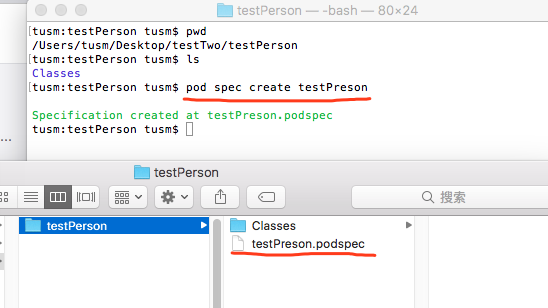 testPerson — -bash — 80×24
[tusm:testPerson tusm$ pwd
/Users/tusm/Desktop/testTwo/testPerson
[tusm:testPerson tusm$ ls
Classes
[tusm:testPerson tusm$ pod spec create testPreson
Specification created at testPreson.podspec
tusm:testPerson tusm$
testPerson
搜索
testPerson
Classes
testPreson.podspec